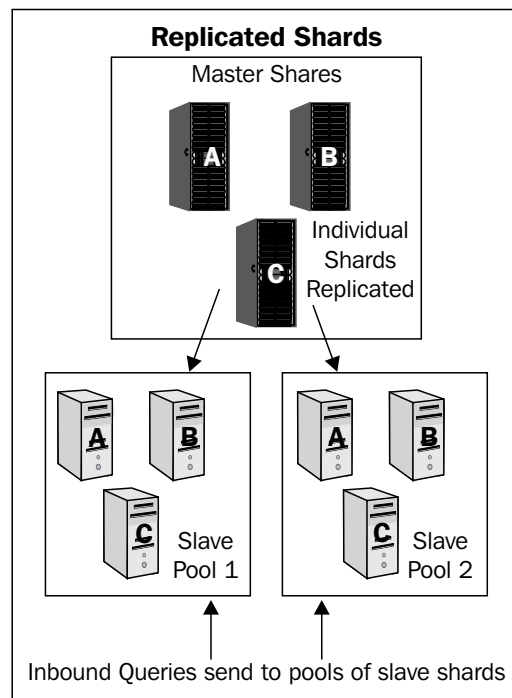 Replicated Shards
Master Shares
A
B
C
Individual
Shards
Replicated
A
B
C
Slave
Pool 1
A
B
C
Slave
Pool 2
Inbound Queries send to pools of slave shards